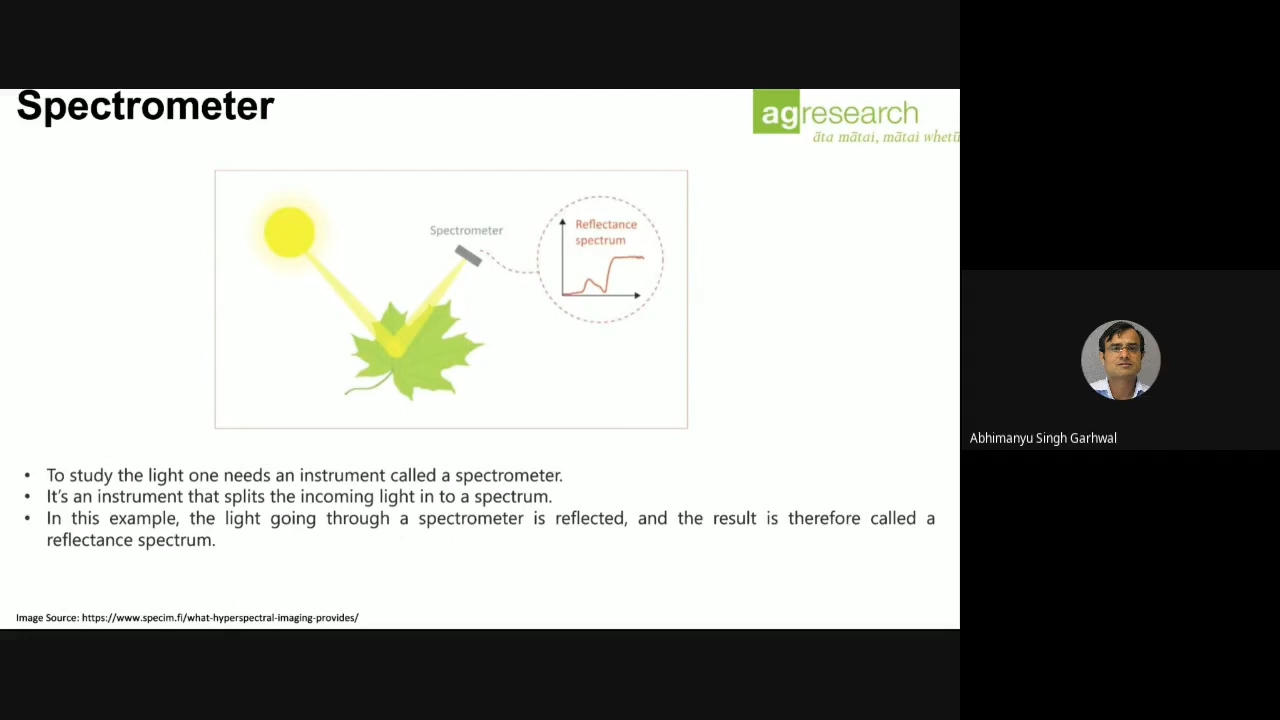 Spectrometer
agresearch
āta mātai, mātai whetū
Spectrometer
Reflectance
spectrum
• To study the light one needs an instrument called a spectrometer.
• It's an instrument that splits the incoming light in to a spectrum.
• In this example, the light going through a spectrometer is reflected, and the result is therefore called a
reflectance spectrum.
Image Source: https://www.specim.fi/what-hyperspectral-imaging-provides/
Abhimanyu Singh Garhwal